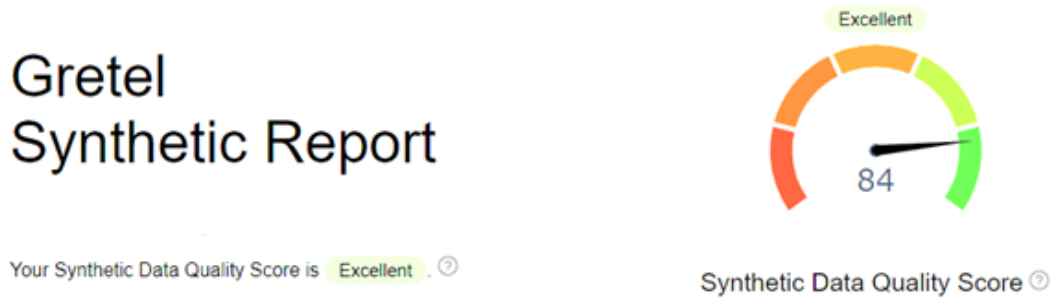 Gretel
Synthetic Report
Your Synthetic Data Quality Score is Excellent . ?
Excellent
84
Synthetic Data Quality Score ?